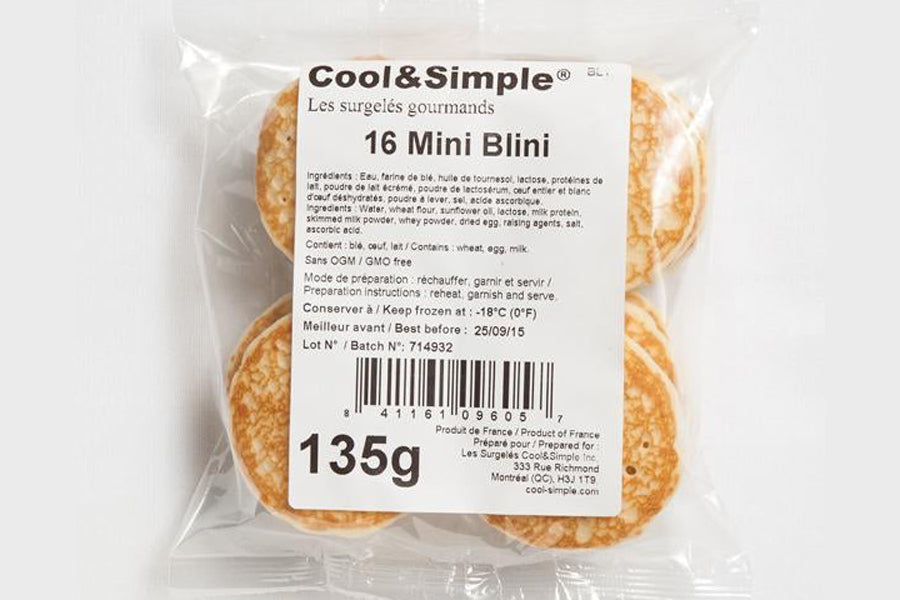 Cool&Simple®
Les surgelés gourmands
16 Mini Blini
Ingrédients : Eau, farine de blé, huile de tournesol, lactose, protéines de
lait, poudre de lait écrémé, poudre de lactosérum, œuf entier et blanc
d'œuf déshydratés, poudre à lever, sel, acide ascorbique.
Ingredients : Water, wheat flour, sunflower oil, lactose, milk protein,
skimmed milk powder, whey powder, dried egg, raising agents, salt,
ascorbic acid.
Contient : blé, œuf, lait / Contains : wheat, egg, milk.
Sans OGM / GMO free
Mode de préparation : réchauffer, garnir et servir /
Preparation instructions : reheat, garnish and serve.
Conserver à / Keep frozen at : -18°C (0°F)
Meilleur avant / Best before : 25/09/15
Lot N° / Batch N°: 714932
8 41161 09605 7
135g
Produit de France / Product of France
Préparé pour / Prepared for :
Les Surgelés Cool&Simple Inc.
333 Rue Richmond
Montréal (QC), H3J 1T9.
cool-simple.com